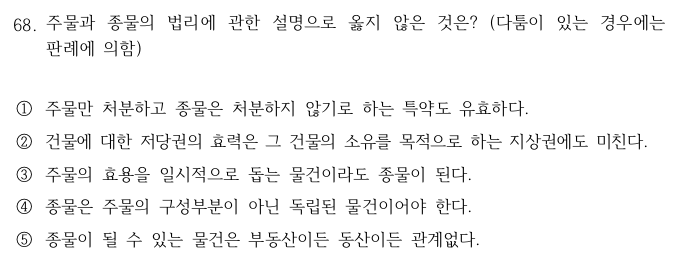 68. 주물과 종물의 법리에 관한 설명으로 옳지 않은 것은? (다툼이 있는 경우에는
판례에 의함)
① 주물만 처분하고 종물은 처분하지 않기로 하는 특약도 유효하다.
② 건물에 대한 저당권의 효력은 그 건물의 소유를 목적으로 하는 지상권에도 미친다.
③ 주물의 효용을 일시적으로 돕는 물건이라도 종물이 된다.
④ 종물은 주물의 구성부분이 아닌 독립된 물건이어야 한다.
⑤ 종물이 될 수 있는 물건은 부동산이든 동산이든 관계없다.